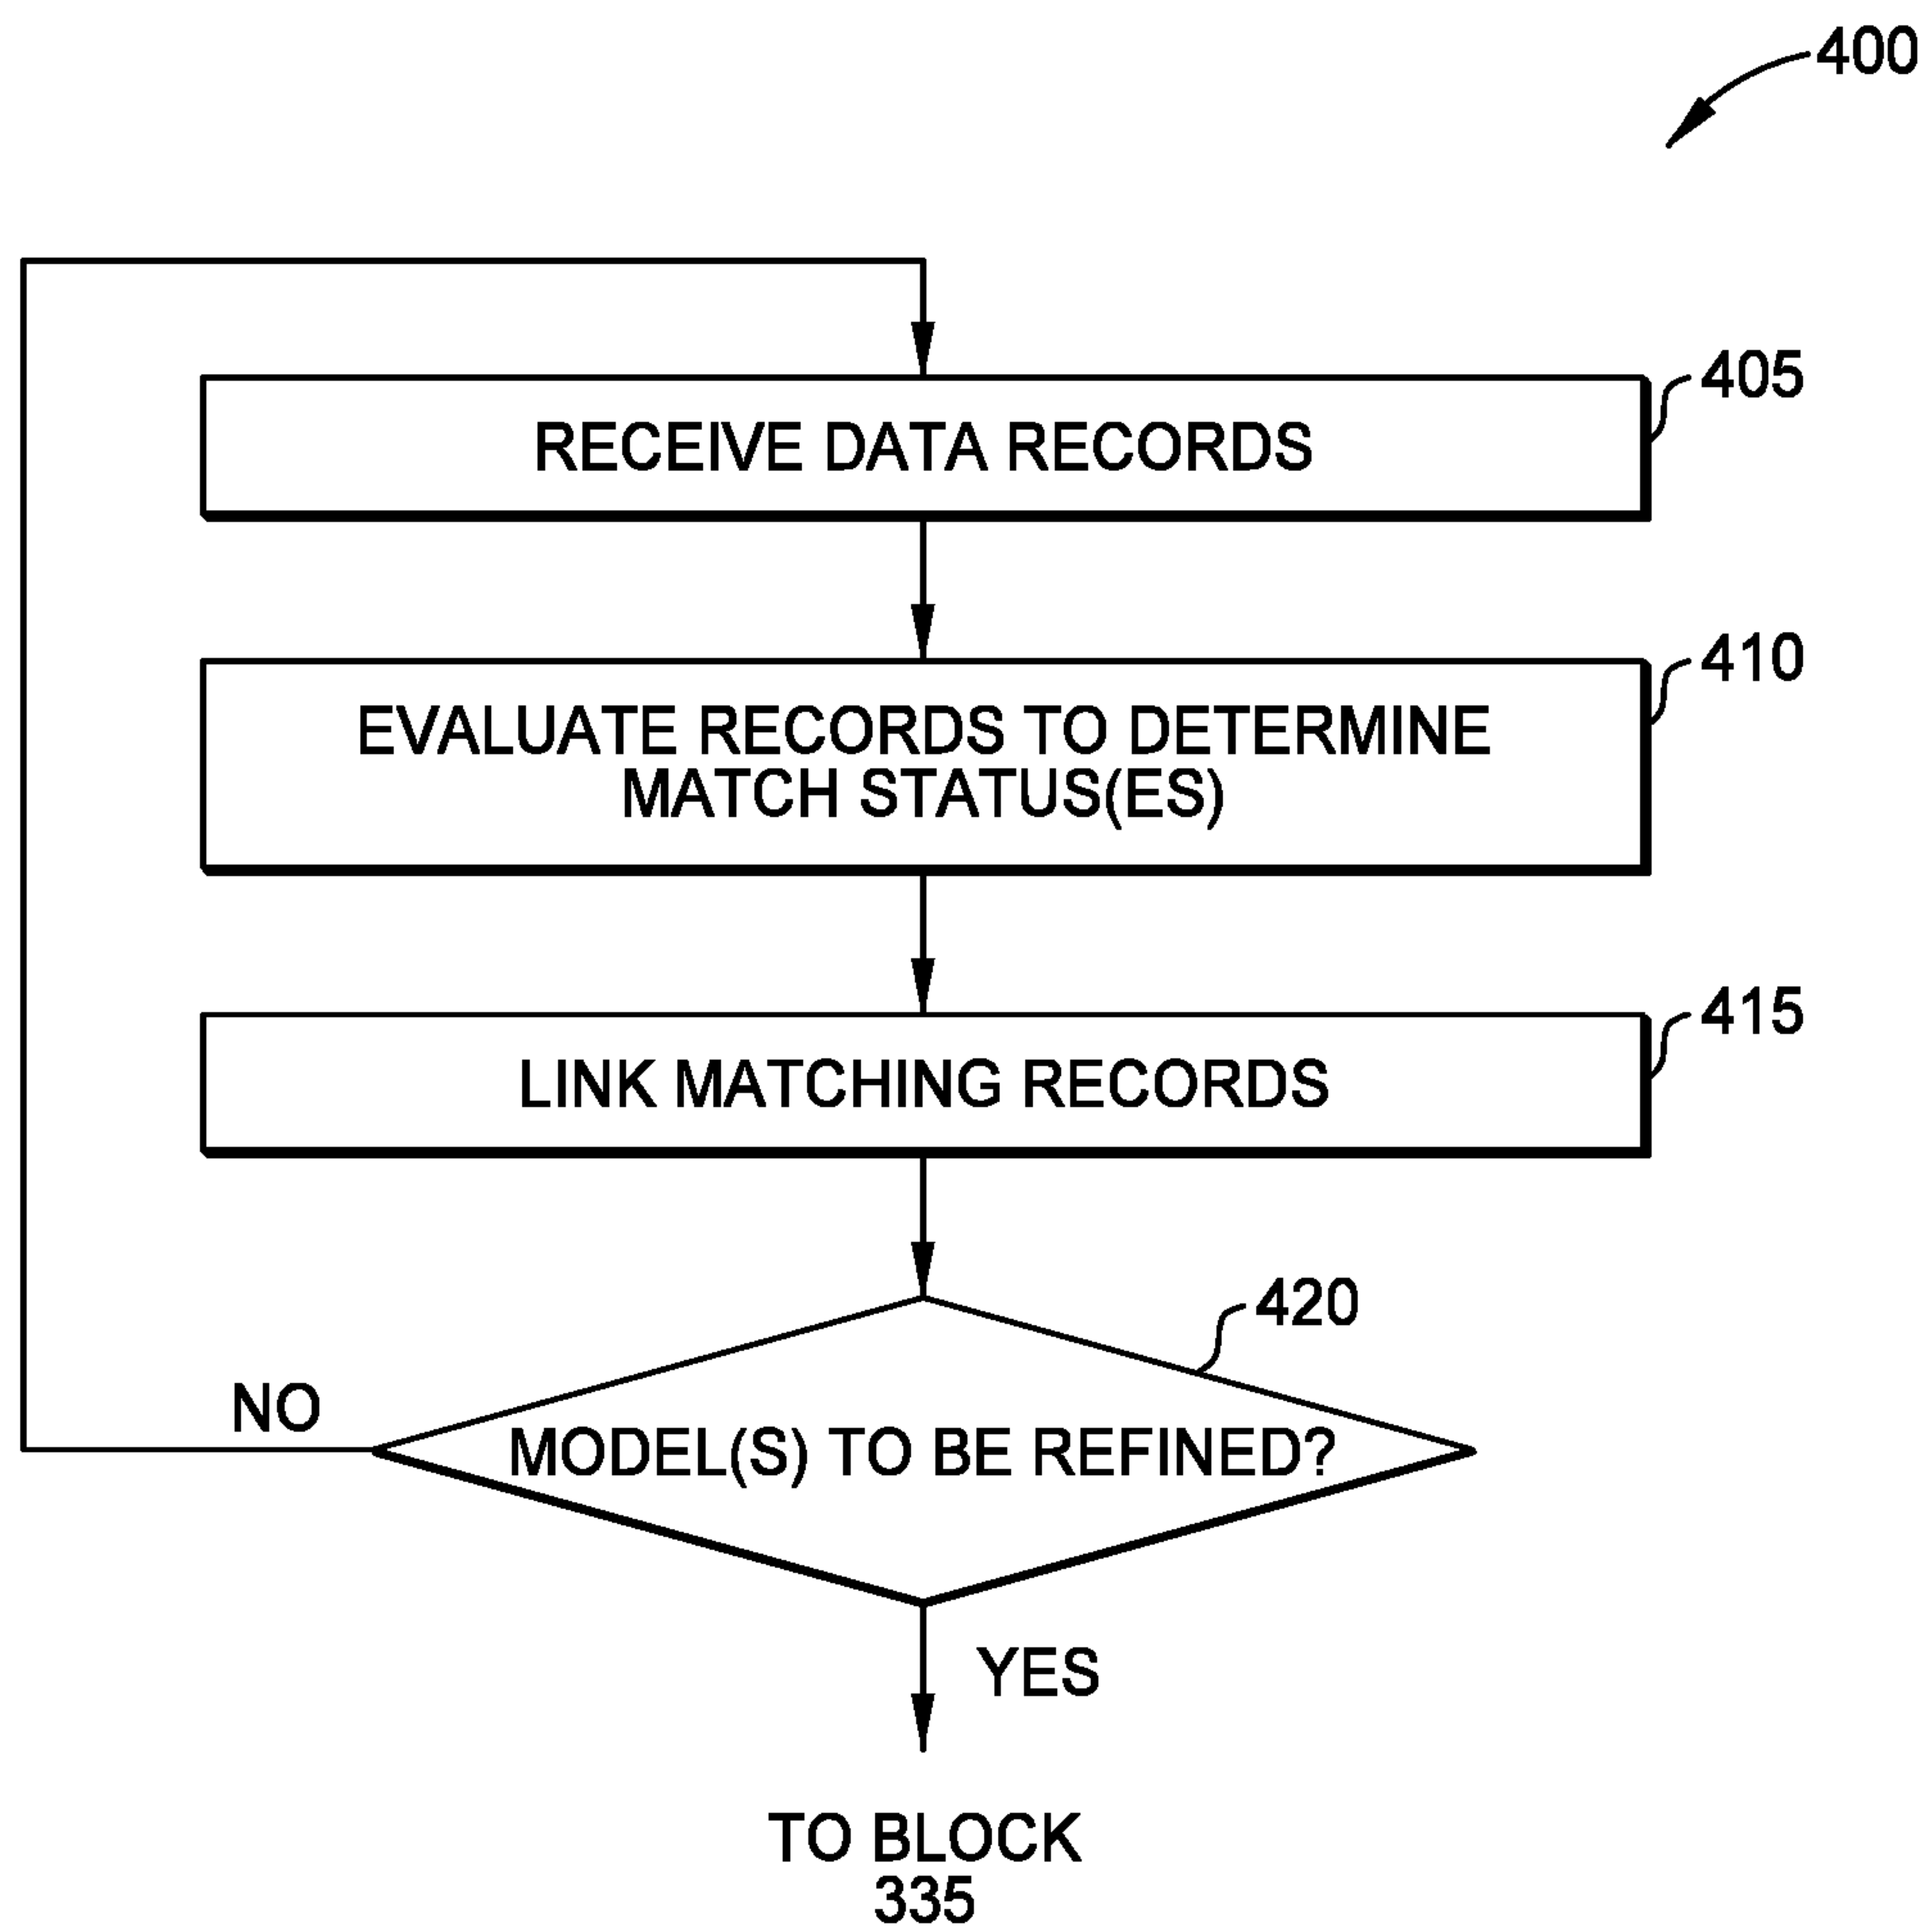 400
405
RECEIVE DATA RECORDS
410
EVALUATE RECORDS TO DETERMINE
MATCH STATUS(ES)
415
LINK MATCHING RECORDS
420
NO
MODEL(S) TO BE REFINED?
YES
TO BLOCK
335